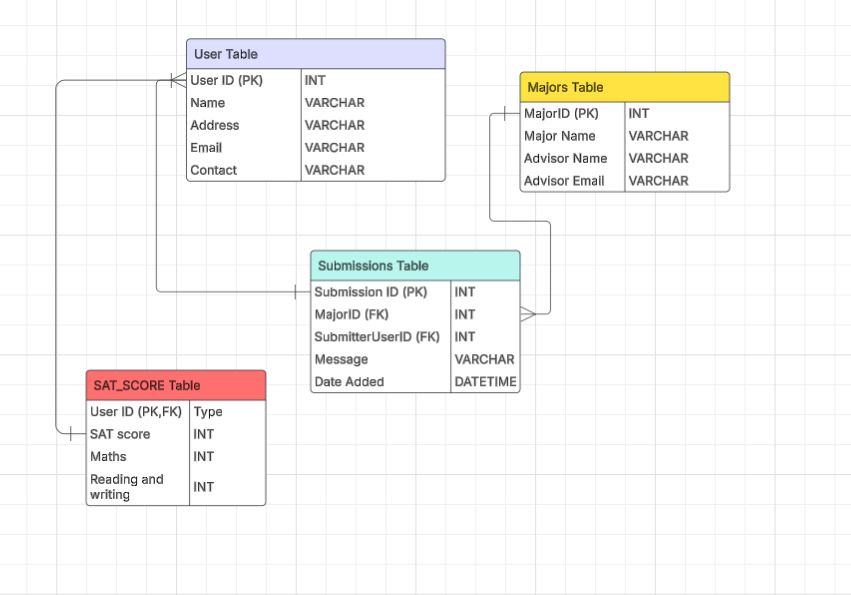 User Table
User ID (PK) INT
Name VARCHAR
Address VARCHAR
Email VARCHAR
Contact VARCHAR
Majors Table
MajorID (PK) INT
Major Name VARCHAR
Advisor Name VARCHAR
Advisor Email VARCHAR
Submissions Table
Submission ID (PK) INT
MajorID (FK) INT
SubmitterUserID (FK) INT
Message VARCHAR
Date Added DATETIME
SAT_SCORE Table
User ID (PK,FK) Type
SAT score INT
Maths INT
Reading and
writing INT